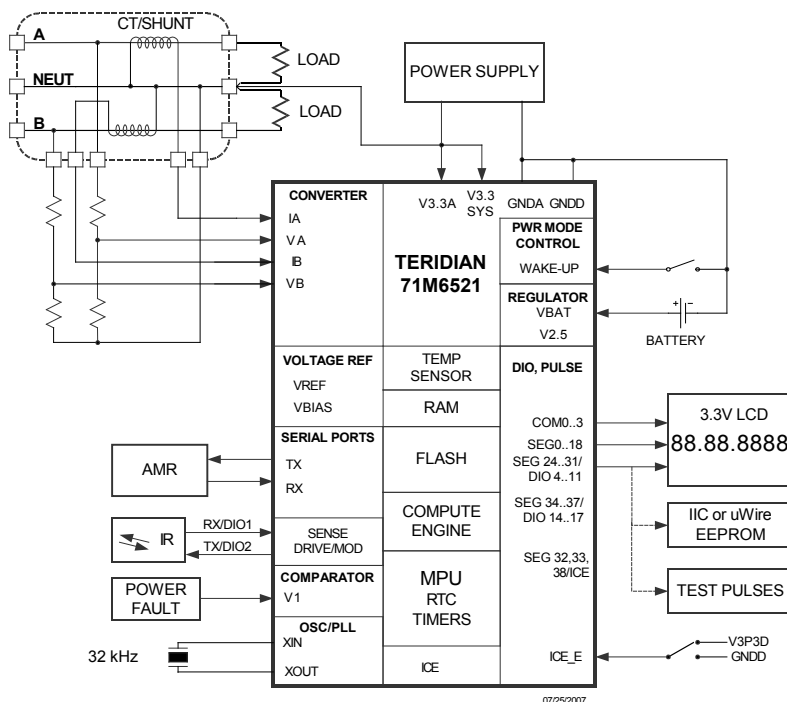 CT/SHUNT
A
NEUT
B
LOAD
LOAD
POWER SUPPLY
CONVERTER
IA
VA
IB
VB
V3.3A
V3.3
SYS
GNDA GNDD
TERIDIAN
71M6521
PWR MODE
CONTROL
WAKE-UP
REGULATOR
VBAT
V2.5
+ -
BATTERY
VOLTAGE REF
VREF
VBIAS
TEMP
SENSOR
RAM
DIO, PULSE
COM0..3
SEG0..18
SEG 24..31/
DIO 4..11
SEG 34..37/
DIO 14..17
SEG 32,33,
38/ICE
ICE_E
3.3V LCD
88.88.8888
IIC or uWire
EEPROM
TEST PULSES
V3P3D
GNDD
SERIAL PORTS
TX
RX
AMR
FLASH
IR
RX/DIO1
TX/DIO2
SENSE
DRIVE/MOD
COMPUTE
ENGINE
POWER
FAULT
COMPARATOR
V1
MPU
RTC
TIMERS
OSC/PLL
XIN
XOUT
32 kHz
ICE
07/25/2007